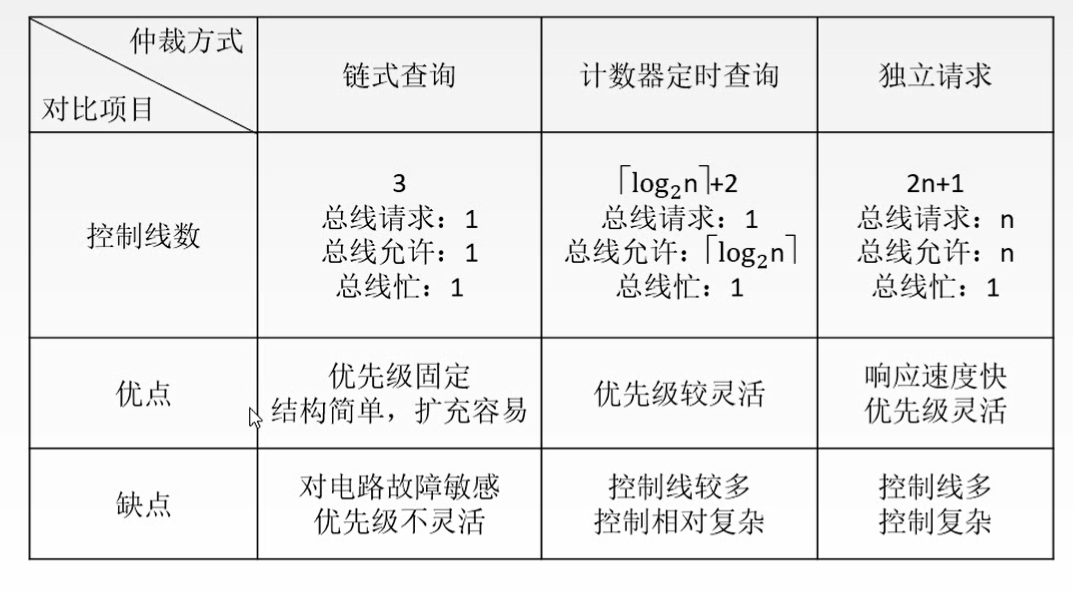 仲裁方式
对比项目
链式查询
计数器定时查询
独立请求
控制线数
3
总线请求：1
总线允许：1
总线忙：1
⌈log₂n⌉+2
总线请求：1
总线允许：⌈log₂n⌉
总线忙：1
2n+1
总线请求：n
总线允许：n
总线忙：1
优点
优先级固定
结构简单，扩充容易
优先级较灵活
响应速度快
优先级灵活
缺点
对电路故障敏感
优先级不灵活
控制线较多
控制相对复杂
控制线多
控制复杂